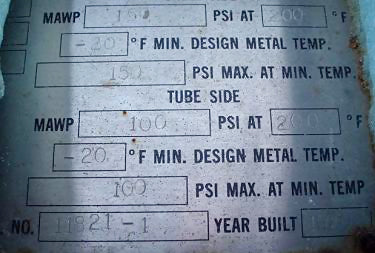 MAWP 150 PSI AT 200 °F
-20 °F MIN. DESIGN METAL TEMP.
150 PSI MAX. AT MIN. TEMP.
TUBE SIDE
MAWP 100 PSI AT 200 °F
-20 °F MIN. DESIGN METAL TEMP.
100 PSI MAX. AT MIN. TEMP
NO. 11821-1 YEAR BUILT